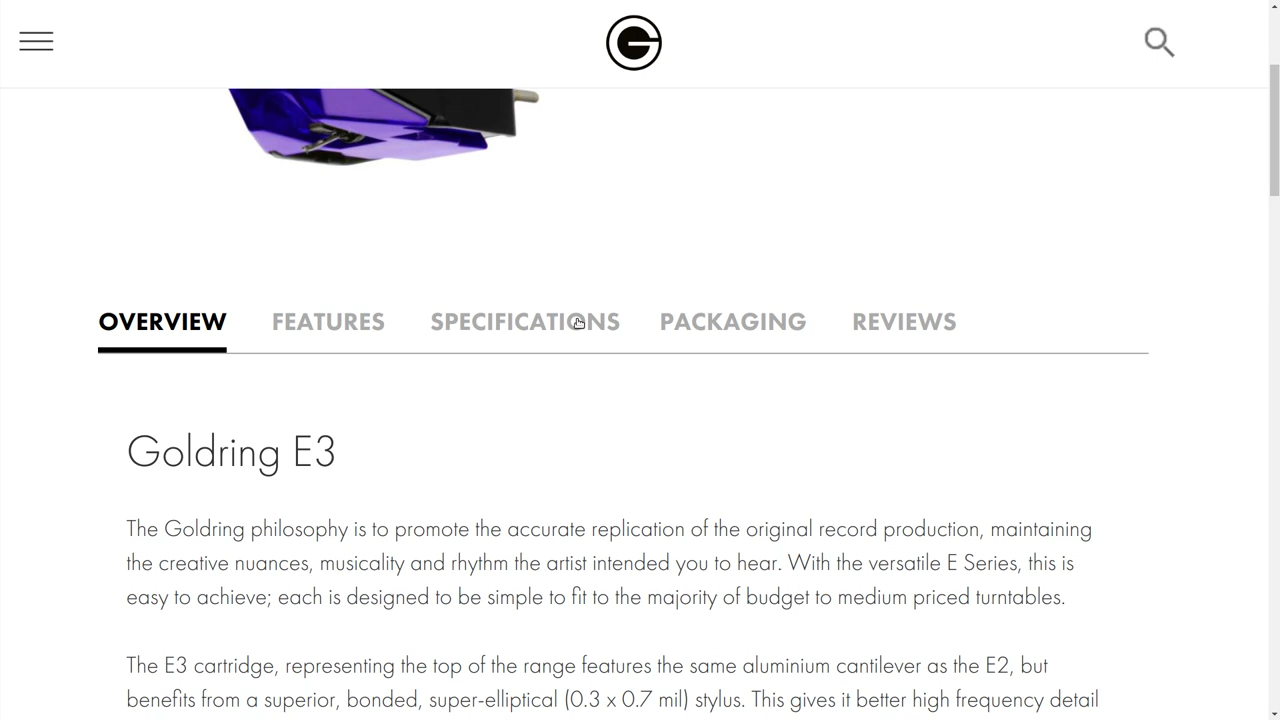 OVERVIEW FEATURES SPECIFICATIONS PACKAGING REVIEWS
Goldring E3
The Goldring philosophy is to promote the accurate replication of the original record production, maintaining
the creative nuances, musicality and rhythm the artist intended you to hear. With the versatile E Series, this is
easy to achieve; each is designed to be simple to fit to the majority of budget to medium priced turntables.
The E3 cartridge, representing the top of the range features the same aluminium cantilever as the E2, but
benefits from a superior, bonded, super-elliptical (0.3 x 0.7 mil) stylus. This gives it better high frequency detail